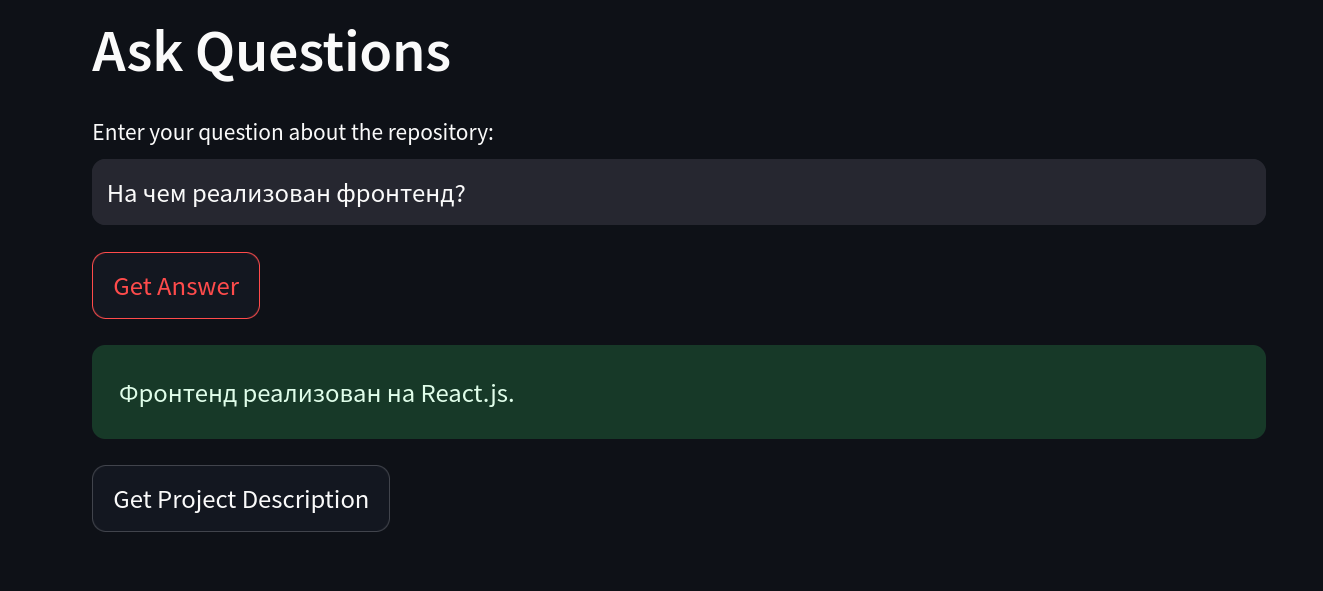 Ask Questions
Enter your question about the repository:
На чем реализован фронтенд?
Get Answer
Фронтенд реализован на React.js.
Get Project Description